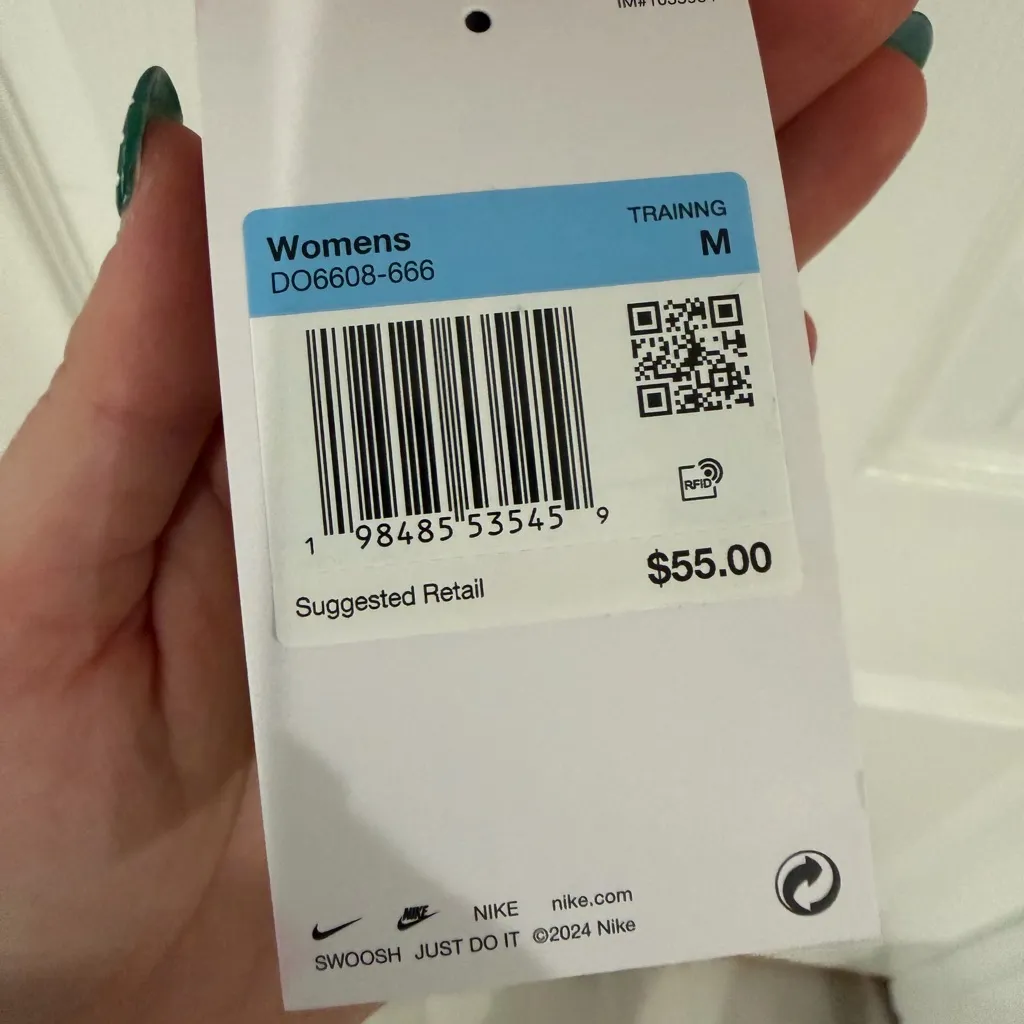 Womens
TRAINNG
DO6608-666
M
RFID
1 98485 53545 9
Suggested Retail
$55.00
NIKE NIKE nike.com
SWOOSH JUST DO IT ©2024 Nike